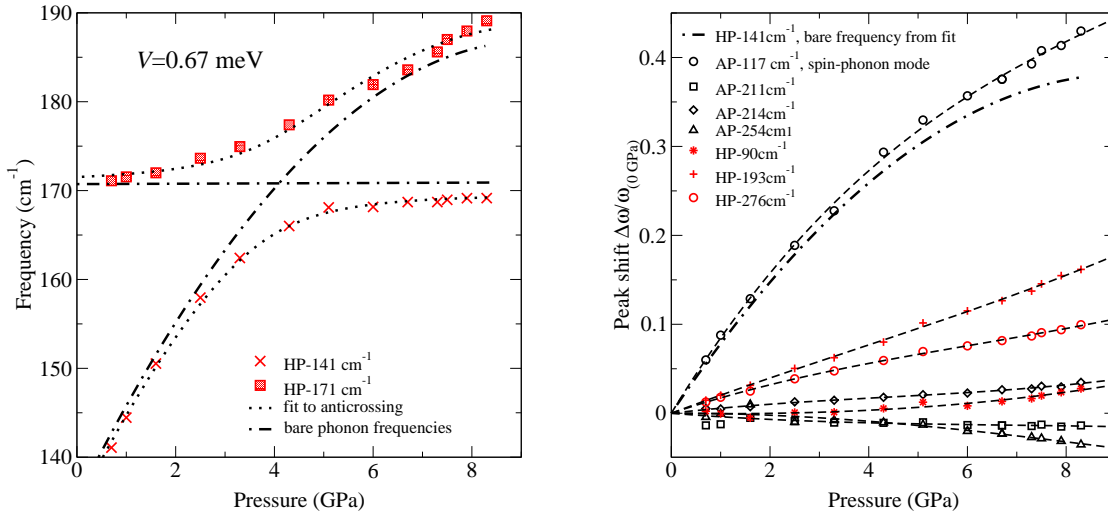 190
180
170
160
150
140
Frequency (cm⁻¹)
V=0.67 meV
HP-141 cm⁻¹
HP-171 cm⁻¹
fit to anticrossing
bare phonon frequencies
0 2 4 6 8
Pressure (GPa)
0.4
0.3
0.2
0.1
0
Peak shift Δω/ω(0 GPa)
HP-141cm⁻¹, bare frequency from fit
AP-117 cm⁻¹, spin-phonon mode
AP-211cm⁻¹
AP-214cm⁻¹
AP-254cm1
HP-90cm⁻¹
HP-193cm⁻¹
HP-276cm⁻¹
0 2 4 6 8
Pressure (GPa)